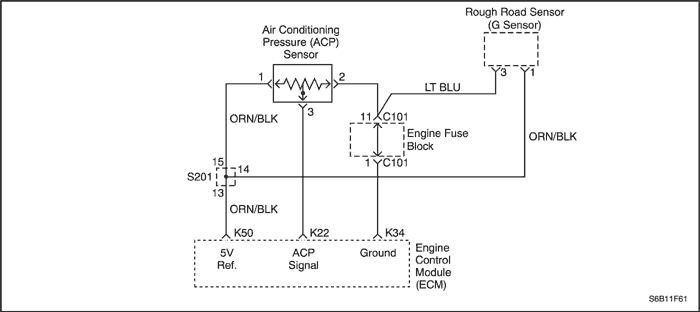 Rough Road Sensor
(G Sensor)
Air Conditioning
Pressure (ACP)
Sensor
1
2
3
1
LT BLU
3
11 C101
ORN/BLK
Engine Fuse
Block
ORN/BLK
1 C101
15
14
S201
13
ORN/BLK
K50
K22
K34
5V
Ref.
ACP
Signal
Ground
Engine
Control
Module
(ECM)
S6B11F61